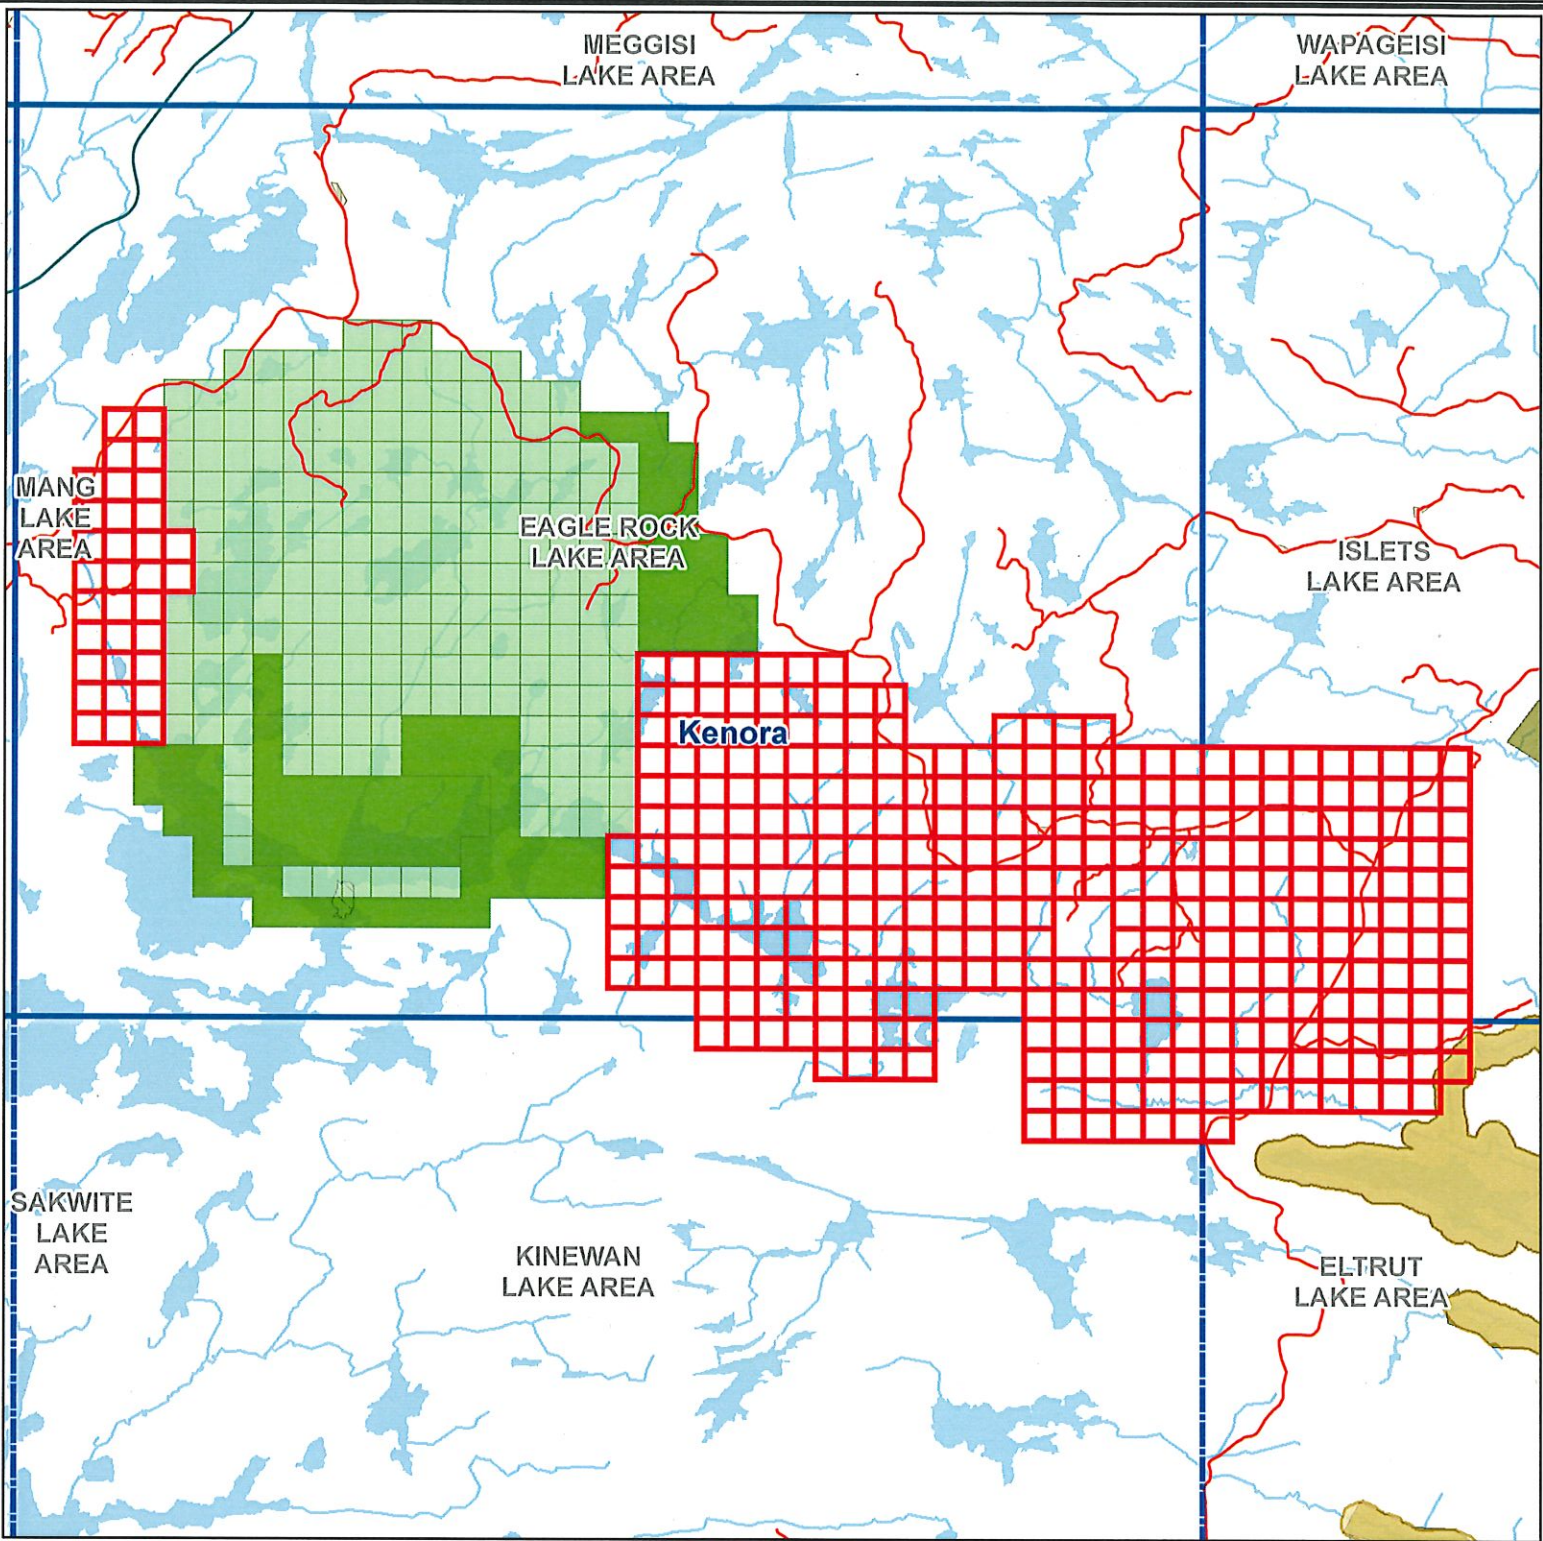 MEGGISI
LAKE AREA
WAPAGEISI
LAKE AREA
MANG
LAKE
AREA
EAGLE ROCK
LAKE AREA
ISLETS
LAKE AREA
Kenora
SAKWITE
LAKE
AREA
KINEWAN
LAKE AREA
ELTRUT
LAKE AREA